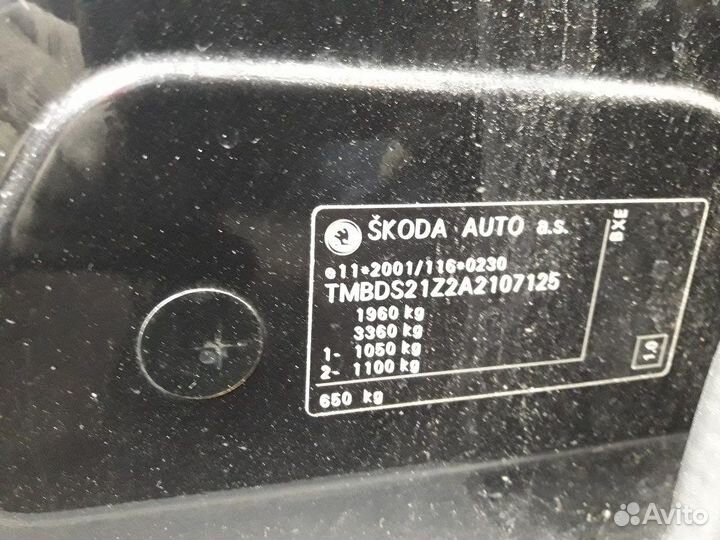 ŠKODA AUTO a.s.
BXE
e11*2001/116*0230
TMBDS21Z2A2107125
1960 kg
3360 kg
1- 1050 kg
2- 1100 kg
1.0
650 kg
Avito